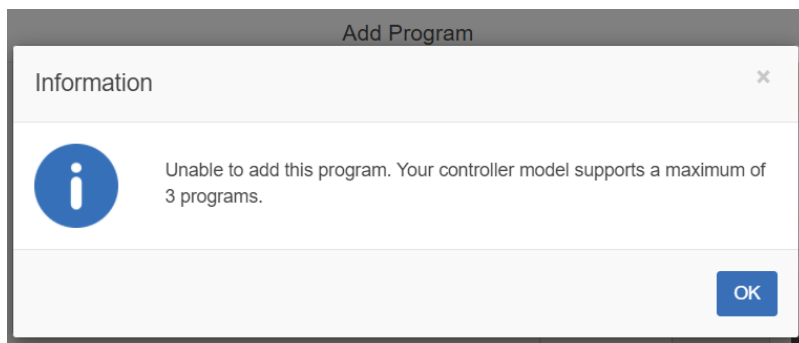 Add Program
Information ×
Unable to add this program. Your controller model supports a maximum of
3 programs.
OK